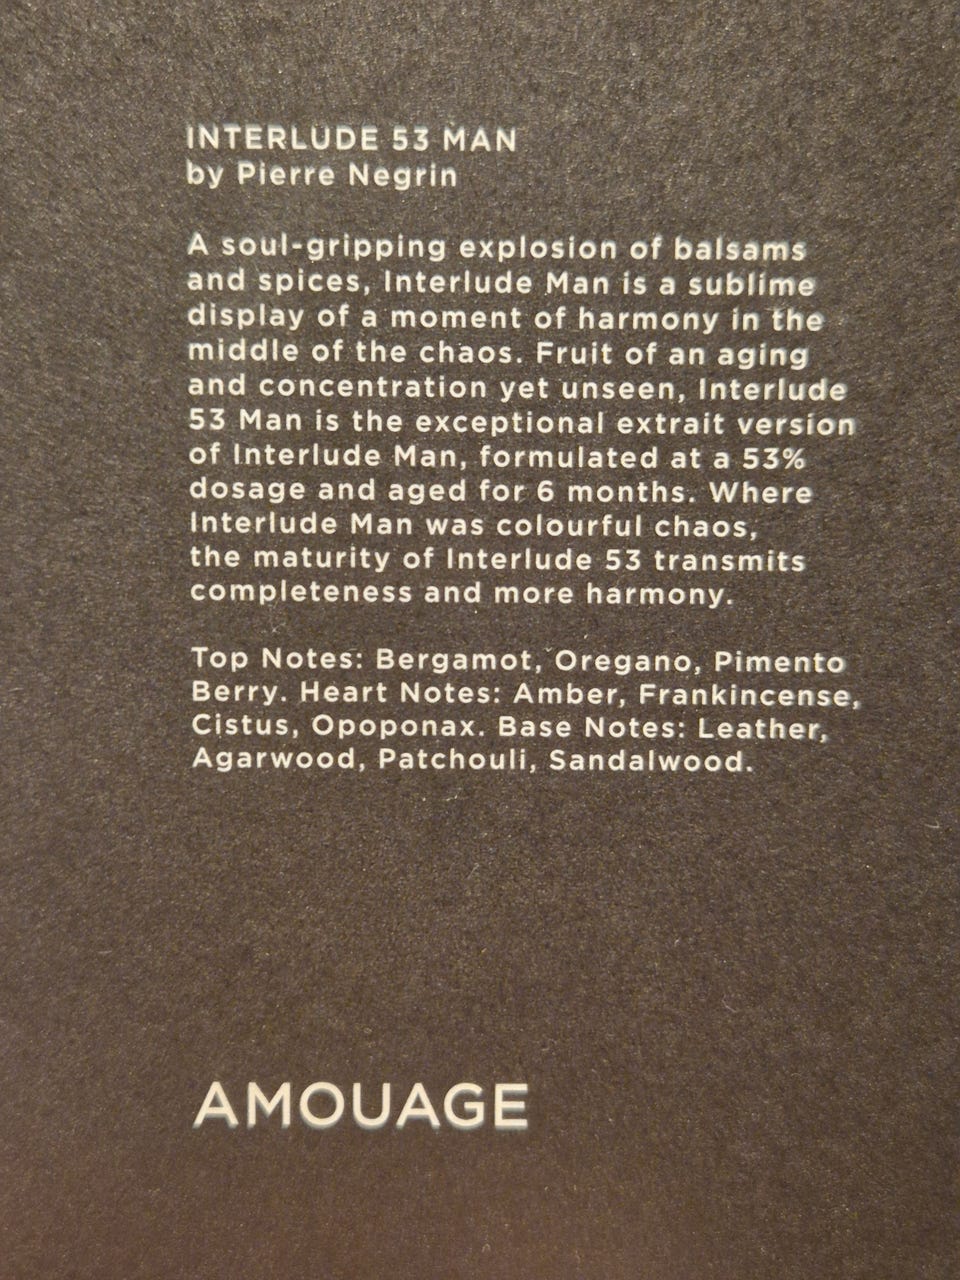 INTERLUDE 53 MAN
by Pierre Negrin
A soul-gripping explosion of balsams
and spices, Interlude Man is a sublime
display of a moment of harmony in the
middle of the chaos. Fruit of an aging
and concentration yet unseen, Interlude
53 Man is the exceptional extrait version
of Interlude Man, formulated at a 53%
dosage and aged for 6 months. Where
Interlude Man was colourful chaos,
the maturity of Interlude 53 transmits
completeness and more harmony.
Top Notes: Bergamot, Oregano, Pimento
Berry. Heart Notes: Amber, Frankincense,
Cistus, Opoponax. Base Notes: Leather,
Agarwood, Patchouli, Sandalwood.
AMOUAGE